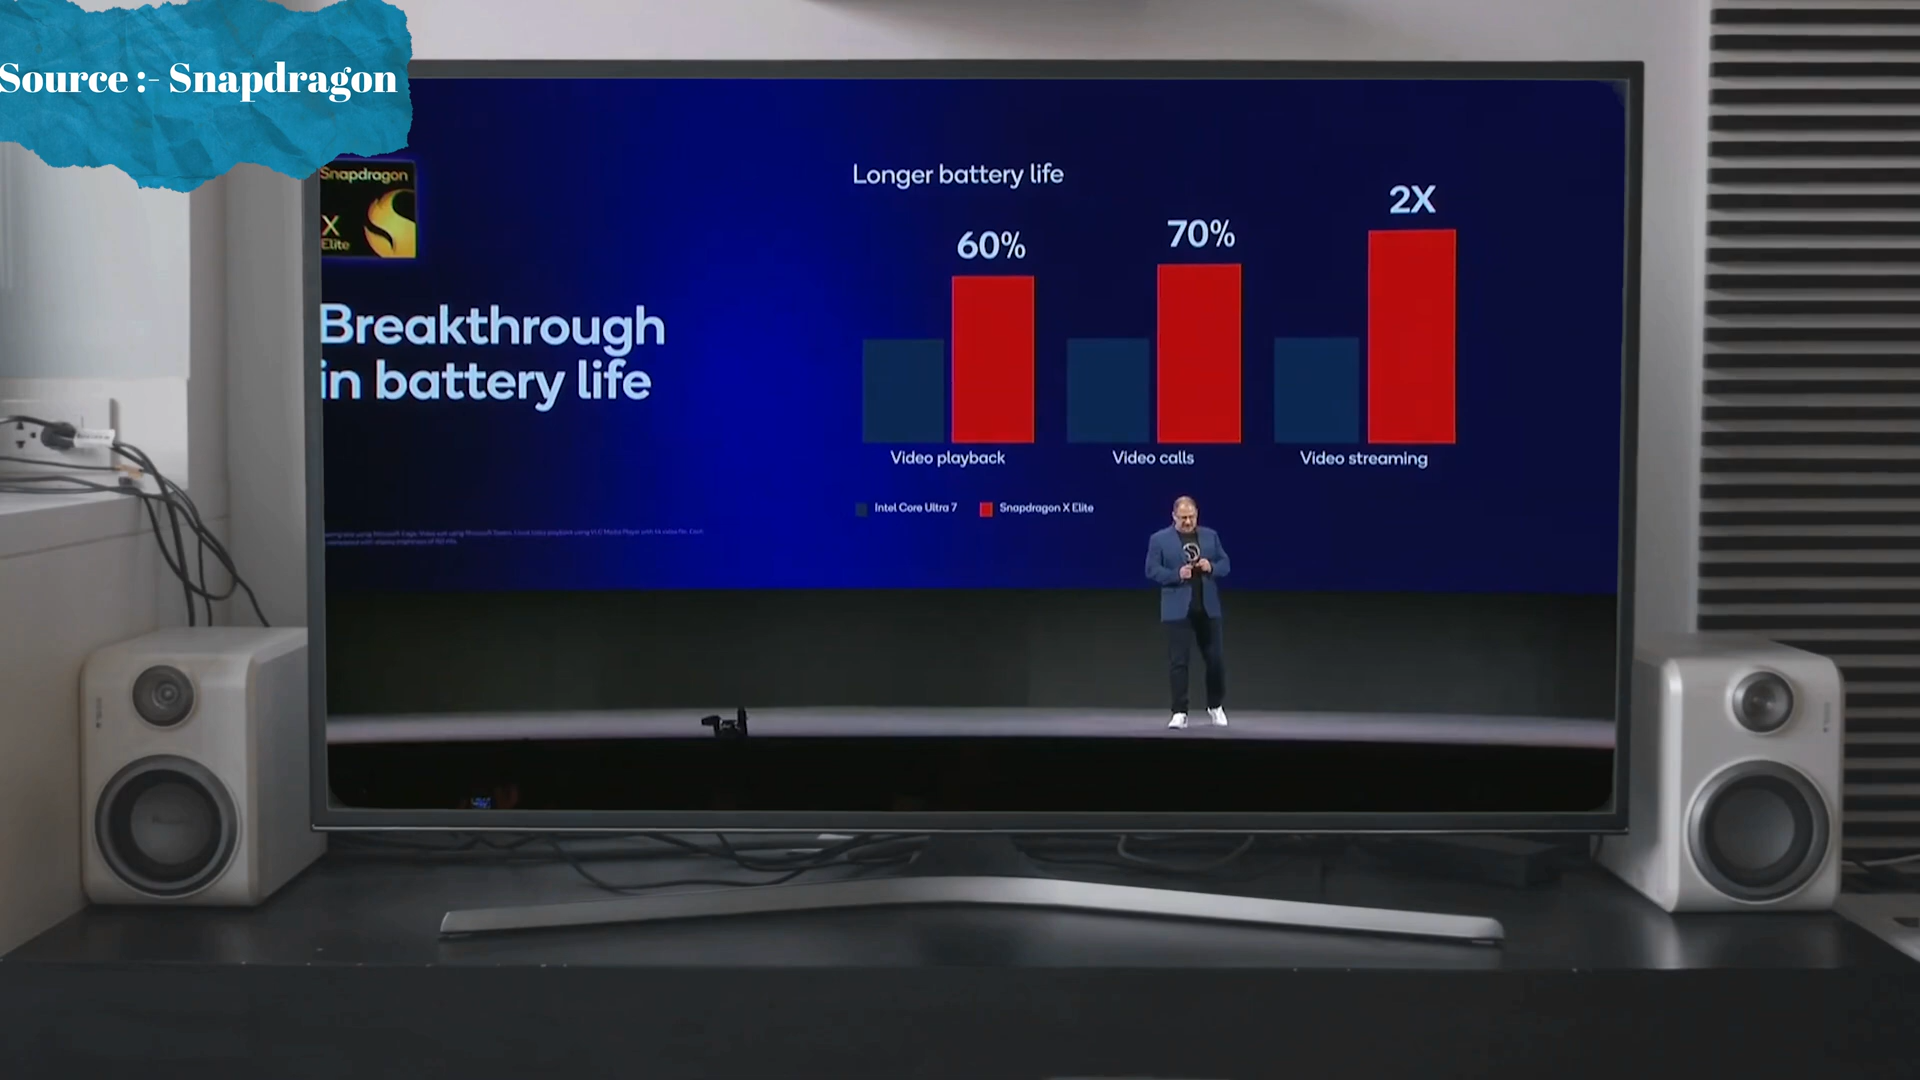 Source :- Snapdragon
Snapdragon
X
Elite
Breakthrough
in battery life
Longer battery life
60%
70%
2X
Video playback
Video calls
Video streaming
Intel Core Ultra 7
Snapdragon X Elite